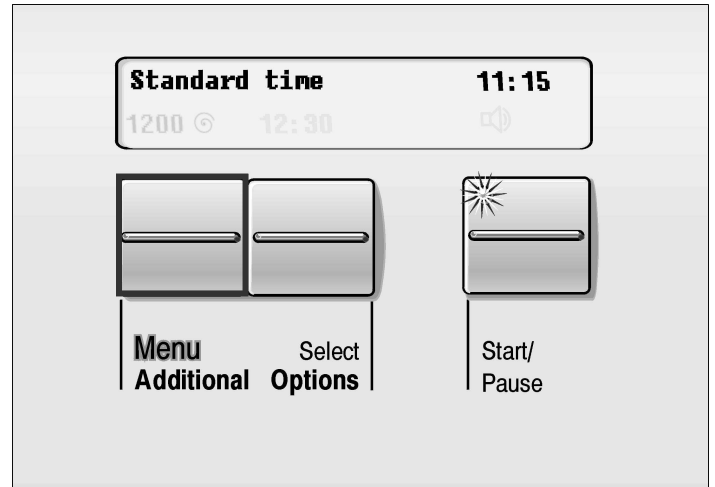 Standard time 11:15
1200 12:30
Menu Select
Additional Options
Start/
Pause